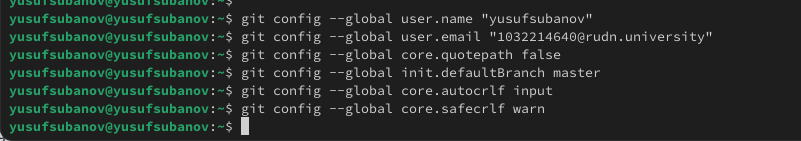 yusufsubanov@yusufsubanov:~$
yusufsubanov@yusufsubanov:~$ git config --global user.name "yusufsubanov"
yusufsubanov@yusufsubanov:~$ git config --global user.email "1032214640@rudn.university"
yusufsubanov@yusufsubanov:~$ git config --global core.quotepath false
yusufsubanov@yusufsubanov:~$ git config --global init.defaultBranch master
yusufsubanov@yusufsubanov:~$ git config --global core.autocrlf input
yusufsubanov@yusufsubanov:~$ git config --global core.safecrlf warn
yusufsubanov@yusufsubanov:~$